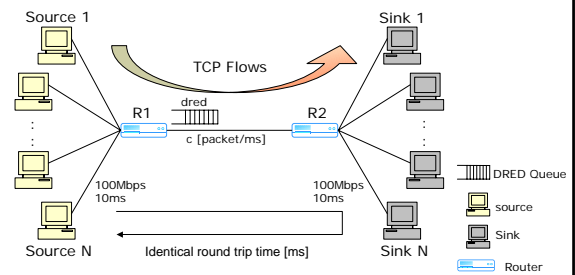 Source 1
Sink 1
TCP Flows
dred
R1
R2
c [packet/ms]
:
:
:
:
100Mbps
10ms
100Mbps
10ms
DRED Queue
source
Sink
Router
Source N
Identical round trip time [ms]
Sink N